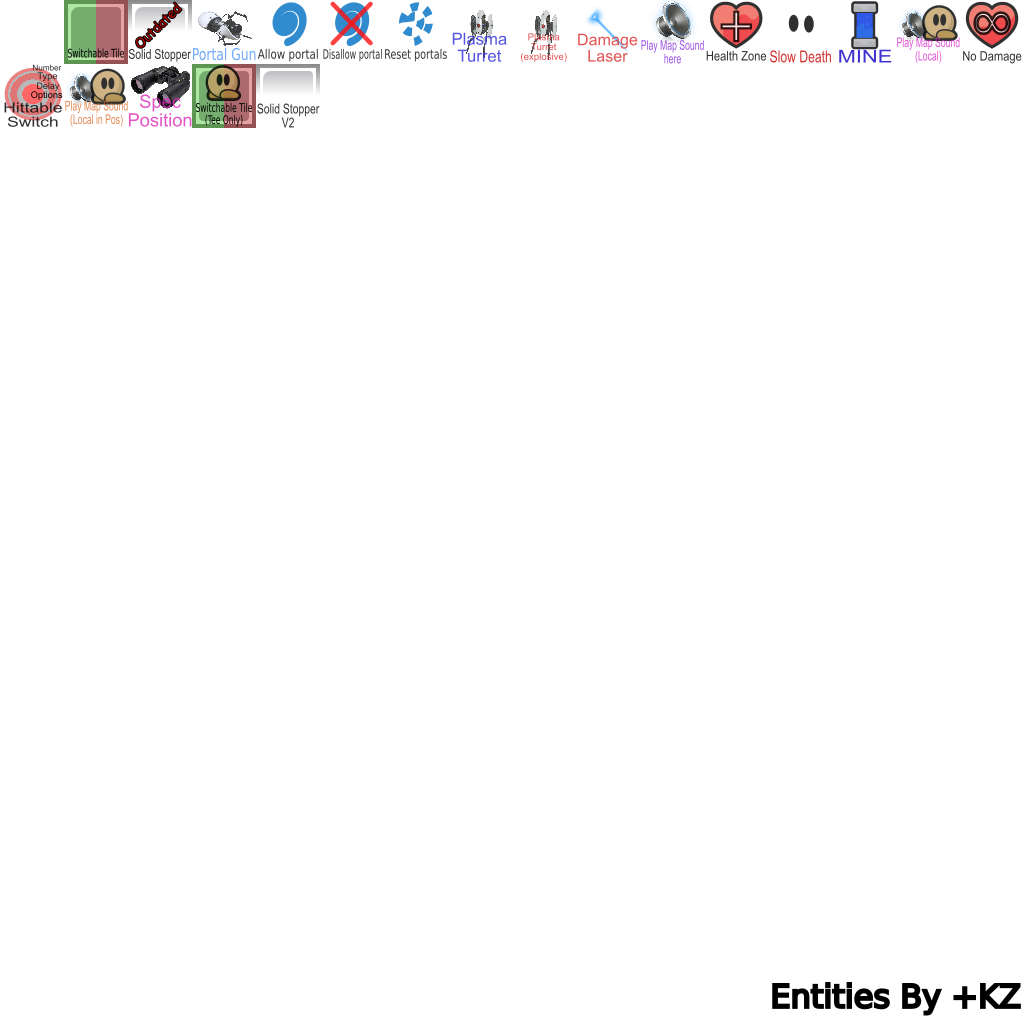 Switchable Tile
Outdated
Solid Stopper
Portal Gun
Allow portal
Disallow portal
Reset portals
Plasma
Turret
Plasma
Turret
(explosive)
Damage
Laser
Play Map Sound
here
Health Zone
Slow Death
MINE
Play Map Sound
(Local)
No Damage
Number
Type
Delay
Options
Hittable
Switch
Play Map Sound
(Local in Pos)
Spec
Position
Switchable Tile
(Tee Only)
Solid Stopper
V2
Entities By +KZ